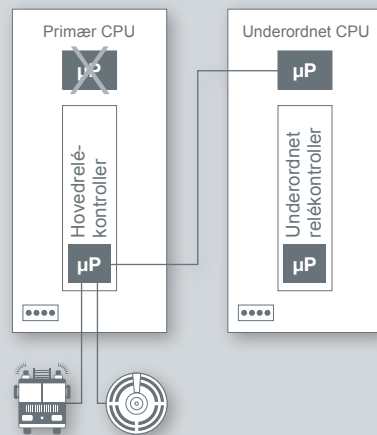 Primær CPU
µP
Hovedrelé-
kontroller
µP
Underordnet CPU
µP
Underordnet
relékontroller
µP